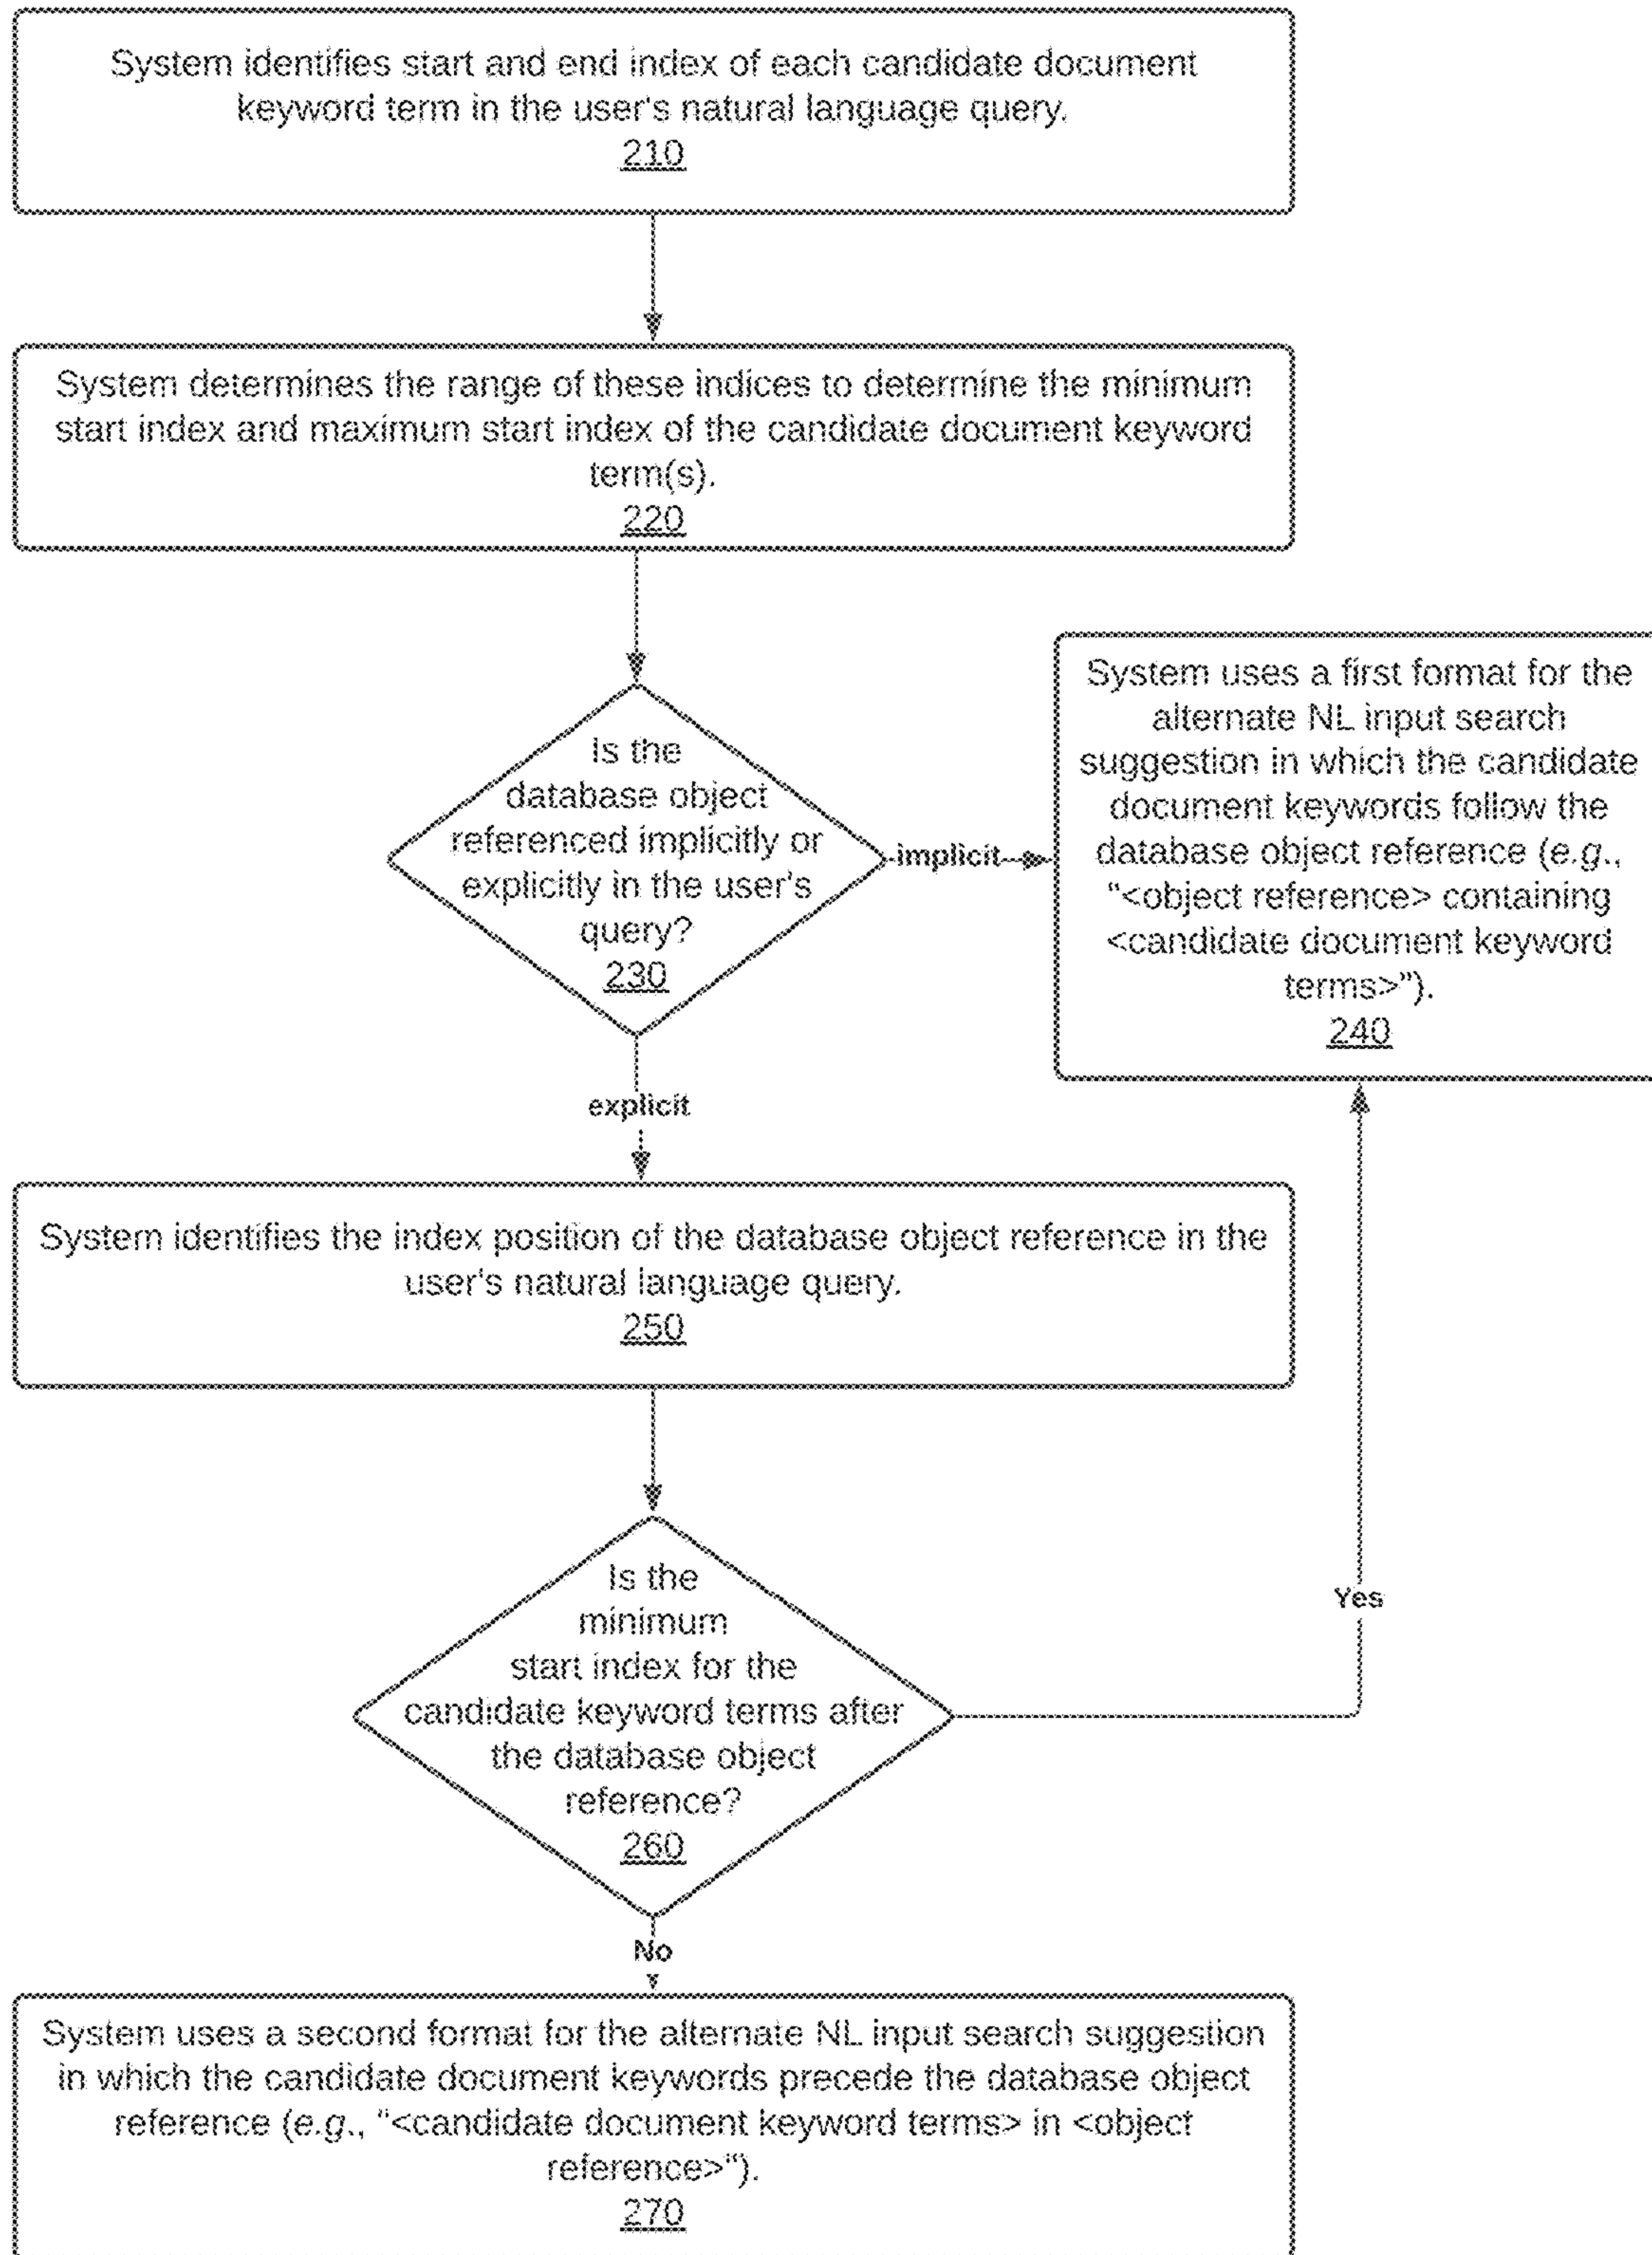 System identifies start and end index of each candidate document
keyword term in the user's natural language query.
210
System determines the range of these indices to determine the minimum
start index and maximum start index of the candidate document keyword
term(s).
220
Is the
database object
referenced implicitly or
explicitly in the user's
query?
230
implicit
System uses a first format for the
alternate NL input search
suggestion in which the candidate
document keywords follow the
database object reference (e.g.,
“<object reference> containing
<candidate document keyword
terms>”).
240
explicit
System identifies the index position of the database object reference in the
user's natural language query.
250
Is the
minimum
start index for the
candidate keyword terms after
the database object
reference?
260
Yes
No
System uses a second format for the alternate NL input search suggestion
in which the candidate document keywords precede the database object
reference (e.g., “<candidate document keyword terms> in <object
reference>“).
270